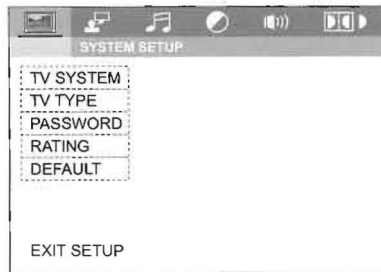 SYSTEM SETUP
TV SYSTEM
TV TYPE
PASSWORD
RATING
DEFAULT
EXIT SETUP